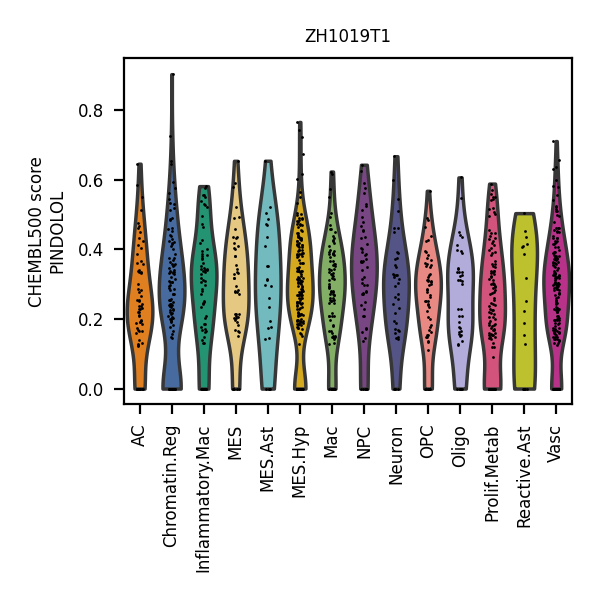 ZH1019T1
CHEMBL500 score
PINDOLOL
0.8
0.6
0.4
0.2
0.0
AC
Chromatin.Reg
Inflammatory.Mac
MES
MES.Ast
MES.Hyp
Mac
NPC
Neuron
OPC
Oligo
Prolif.Metab
Reactive.Ast
Vasc